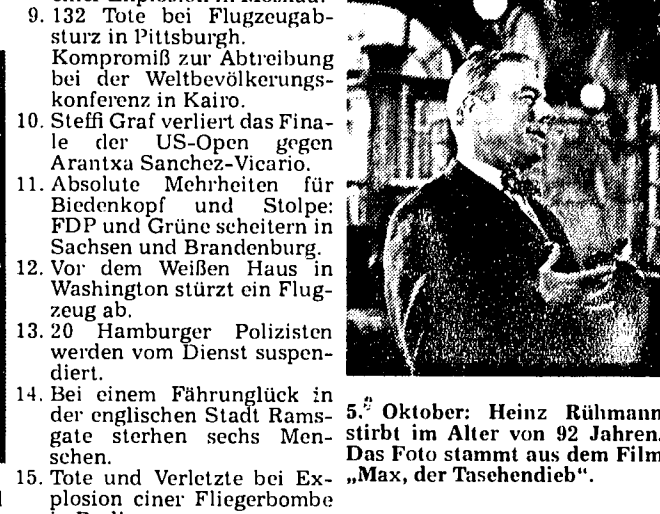 9. 132 Tote bei Flugzeugab-
sturz in Pittsburgh.
Kompromiß zur Abtreibung
bei der Weltbevölkerungs-
konferenz in Kairo.
10. Steffi Graf verliert das Fina-
le der US-Open gegen
Arantxa Sanchez-Vicario.
11. Absolute Mehrheiten für
Biedenkopf und Stolpe:
FDP und Grüne scheitern in
Sachsen und Brandenburg.
12. Vor dem Weißen Haus in
Washington stürzt ein Flug-
zeug ab.
13. 20 Hamburger Polizisten
werden vom Dienst suspen-
diert.
14. Bei einem Fährunglück in
der englischen Stadt Rams-
gate sterben sechs Men-
schen.
15. Tote und Verletzte bei Ex-
plosion einer Fliegerbombe
5. Oktober: Heinz Rühmann
stirbt im Alter von 92 Jahren.
Das Foto stammt aus dem Film
„Max, der Taschendieb“.